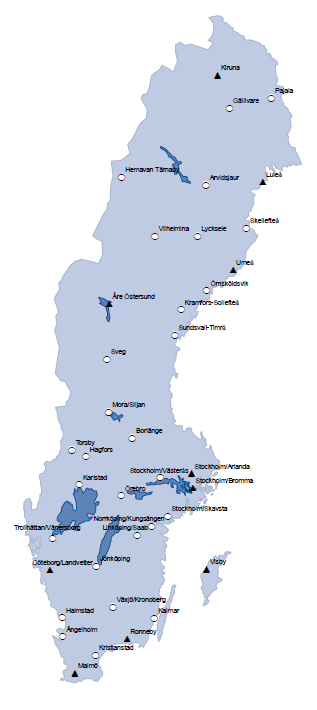 Kiruna
Pajala
Gällivare
Hemavan Tärnaby
Luleå
Arvidsjaur
Skellefteå
Vilhelmina
Lycksele
Umeå
Örnsköldsvik
Åre Östersund
Kramfors-Sollefteå
Sundsvall-Timrå
Sveg
Mora/Siljan
Borlänge
Torsby
Hagfors
Stockholm/Arlanda
Stockholm/Västerås
Karlstad
Stockholm/Bromma
Örebro
Stockholm/Skavsta
Norrköping/Kungsängen
Trollhättan/Vänersborg
Linköping/Saab
Göteborg/Landvetter
Jönköping
Visby
Växjö/Kronoberg
Halmstad
Kalmar
Ängelholm
Ronneby
Kristianstad
Malmö